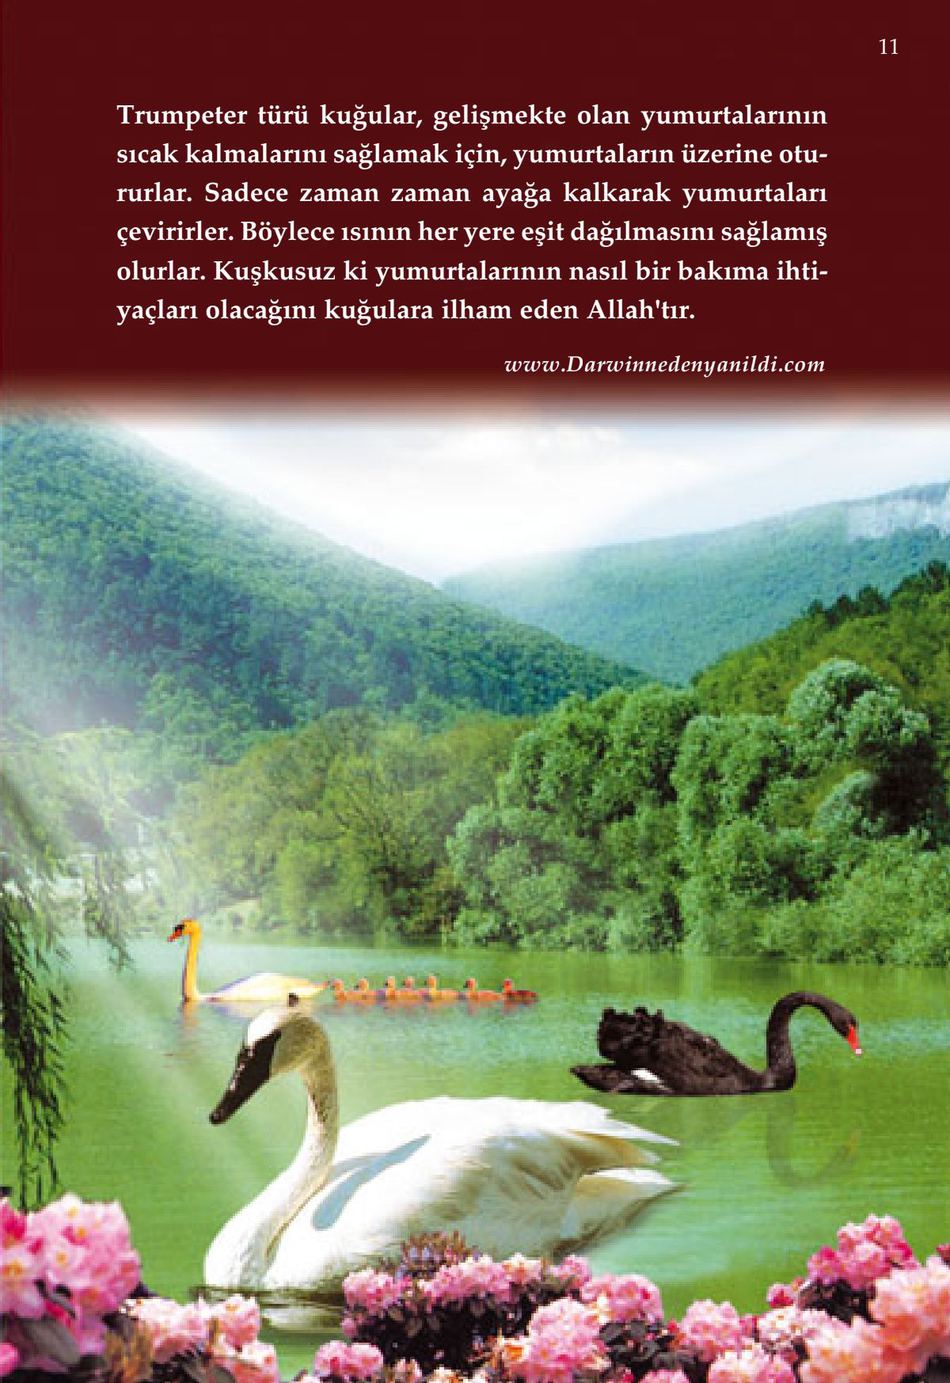 11
Trumpeter türü kuğular, gelişmekte olan yumurtalarının
sıcak kalmalarını sağlamak için, yumurtaların üzerine otu-
rurlar. Sadece zaman zaman ayağa kalkarak yumurtaları
çevirirler. Böylece ısının her yere eşit dağılmasını sağlamış
olurlar. Kuşkusuz ki yumurtalarının nasıl bir bakıma ihti-
yaçları olacağını kuğulara ilham eden Allah'tır.
www.Darwinnedenyanildi.com